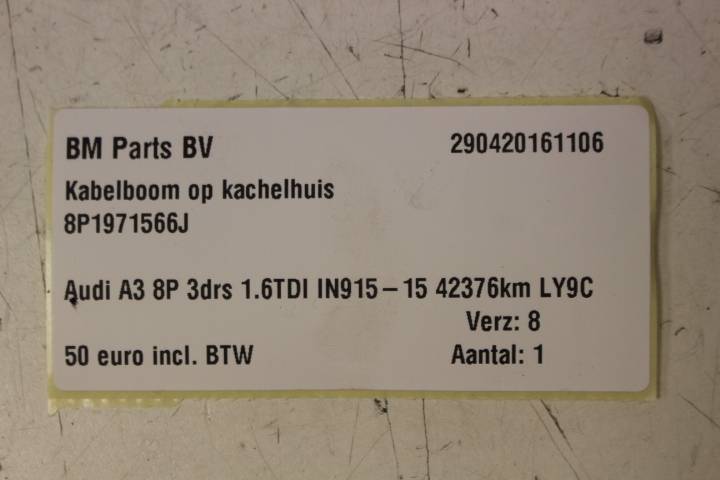 BM Parts BV 290420161106
Kabelboom op kachelhuis
8P1971566J
Audi A3 8P 3drs 1.6TDI IN915-15 42376km LY9C
Verz: 8
50 euro incl. BTW Aantal: 1